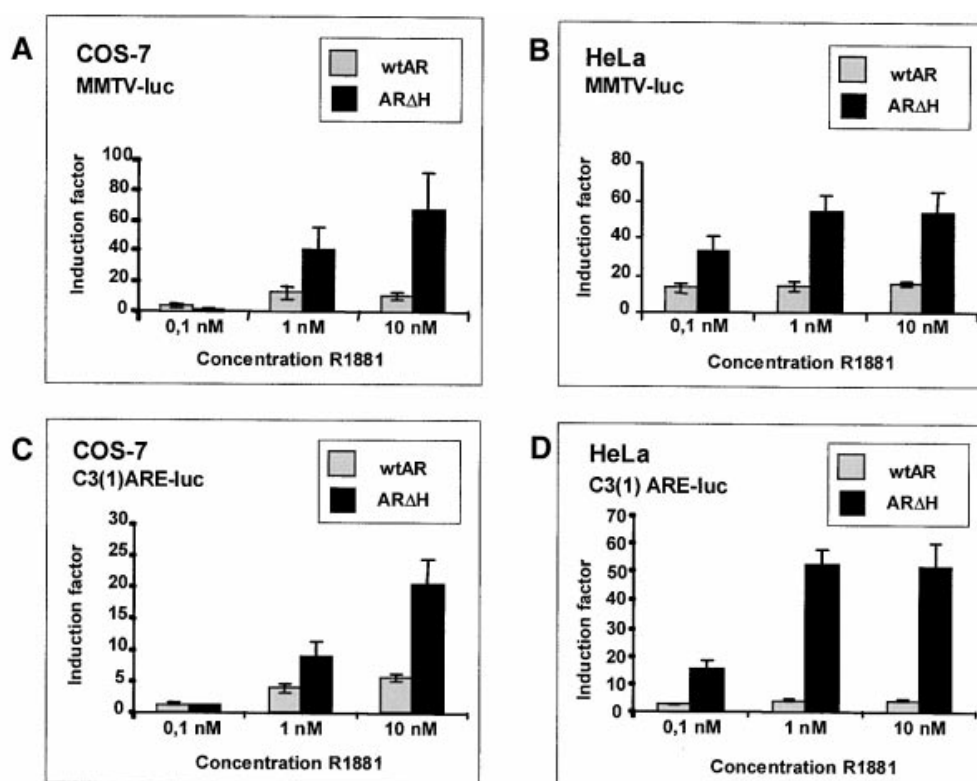 A
COS-7
MMTV-luc
wtAR
ARΔH
Induction factor
100
80
60
40
20
0
0,1 nM
1 nM
10 nM
Concentration R1881
B
HeLa
MMTV-luc
wtAR
ARΔH
Induction factor
80
60
40
20
0
0,1 nM
1 nM
10 nM
Concentration R1881
C
COS-7
C3(1)ARE-luc
wtAR
ARΔH
Induction factor
30
25
20
15
10
5
0
0,1 nM
1 nM
10 nM
Concentration R1881
D
HeLa
C3(1) ARE-luc
wtAR
ARΔH
Induction factor
70
60
50
40
30
20
10
0
0,1 nM
1 nM
10 nM
Concentration R1881